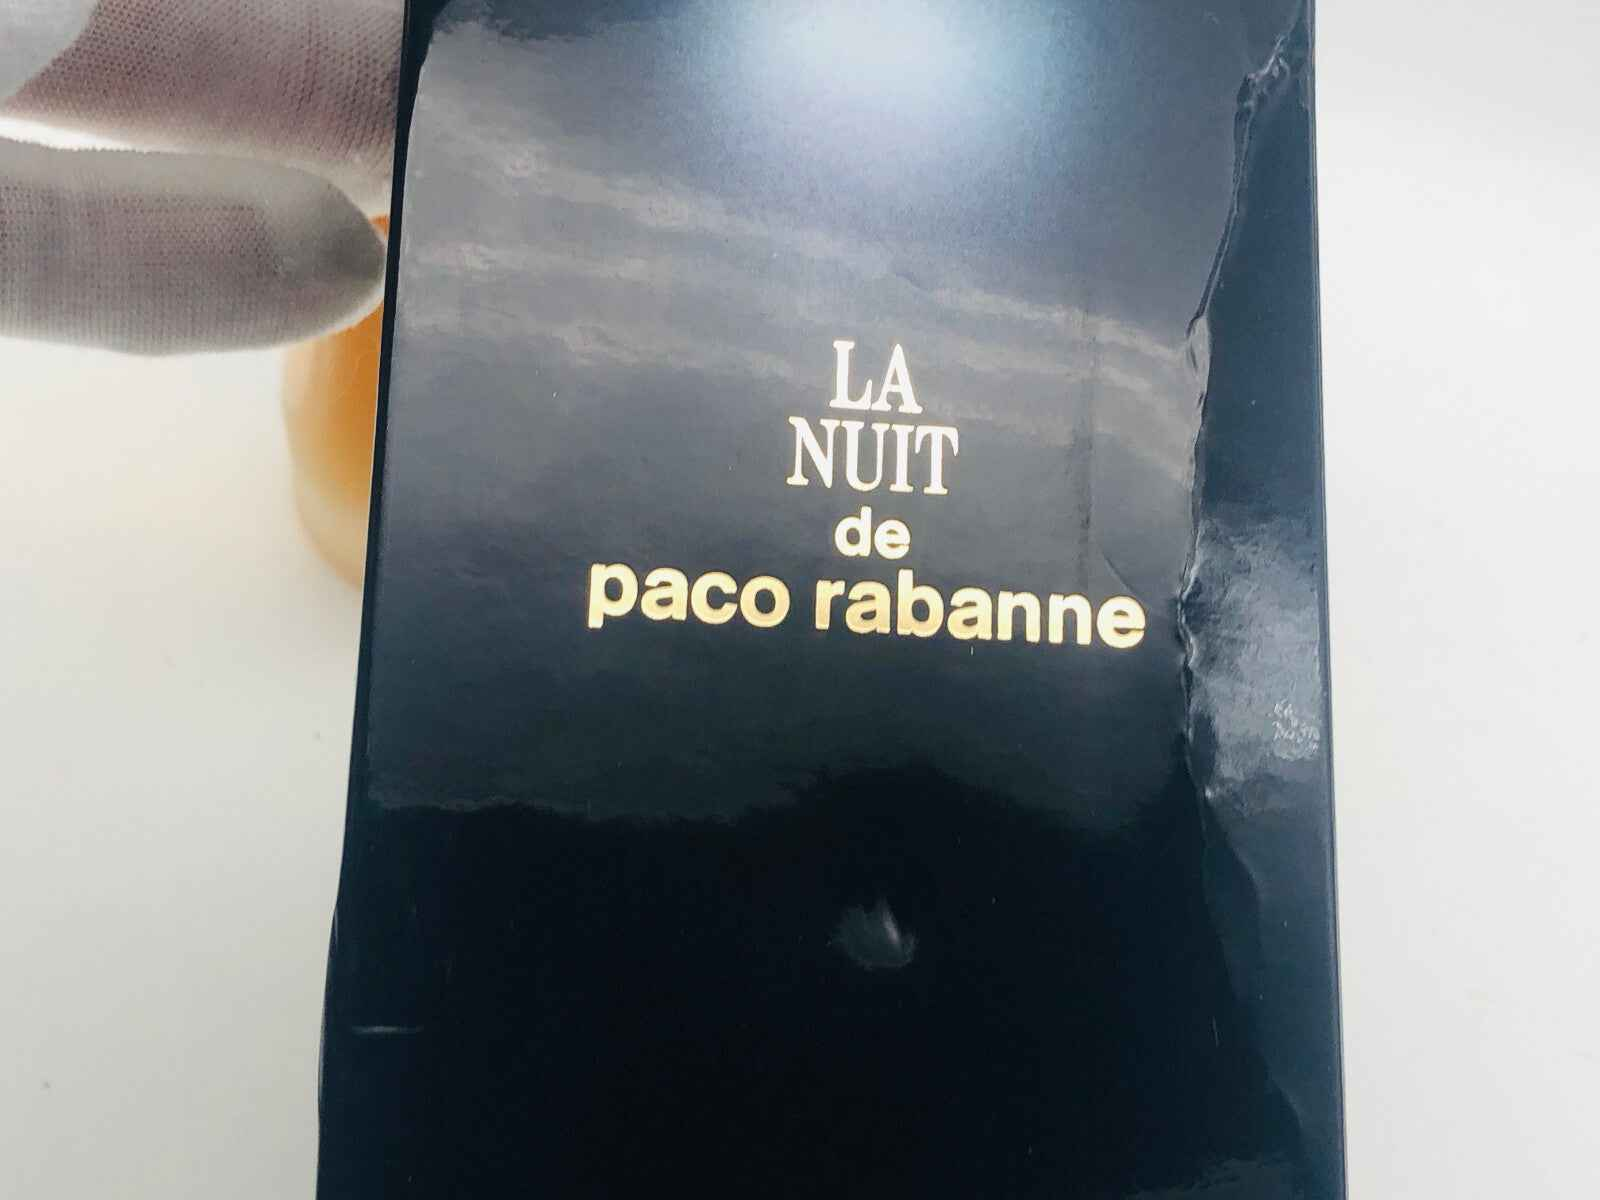 LA
NUIT
de
paco rabanne